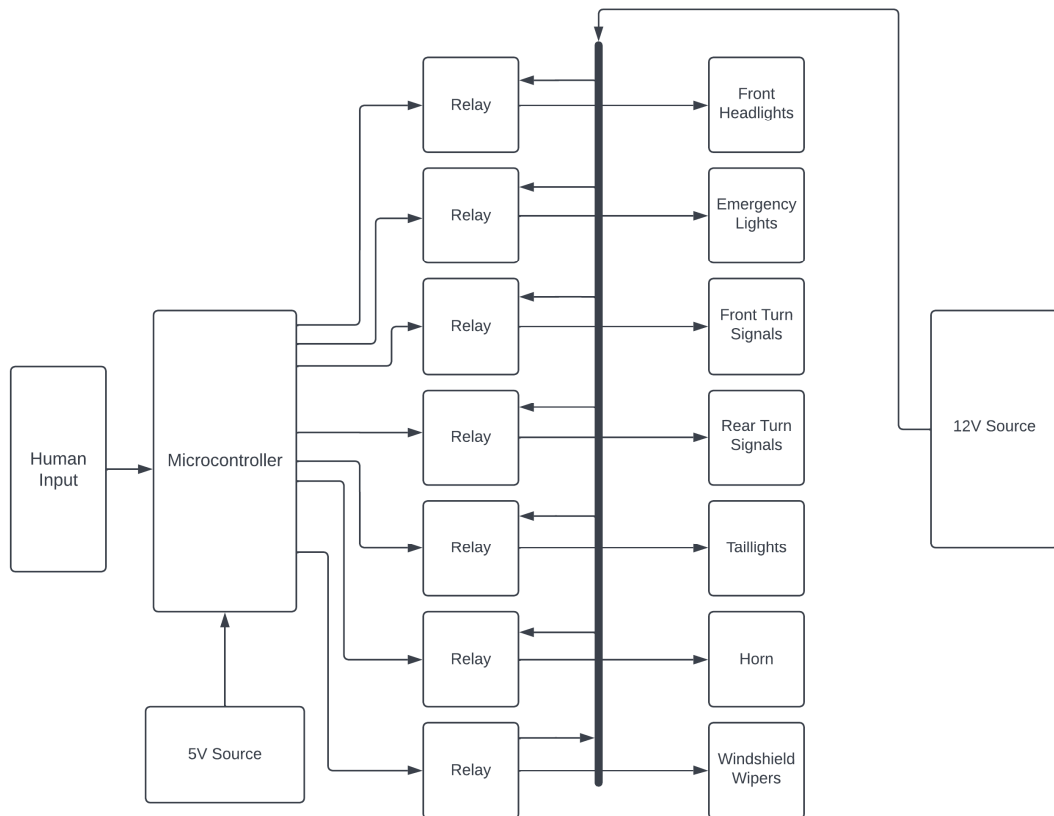 Relay
Front
Headlights
Relay
Emergency
Lights
Relay
Front Turn
Signals
Relay
Rear Turn
Signals
12V Source
Human
Input
Microcontroller
Relay
Taillights
Relay
Horn
5V Source
Relay
Windshield
Wipers